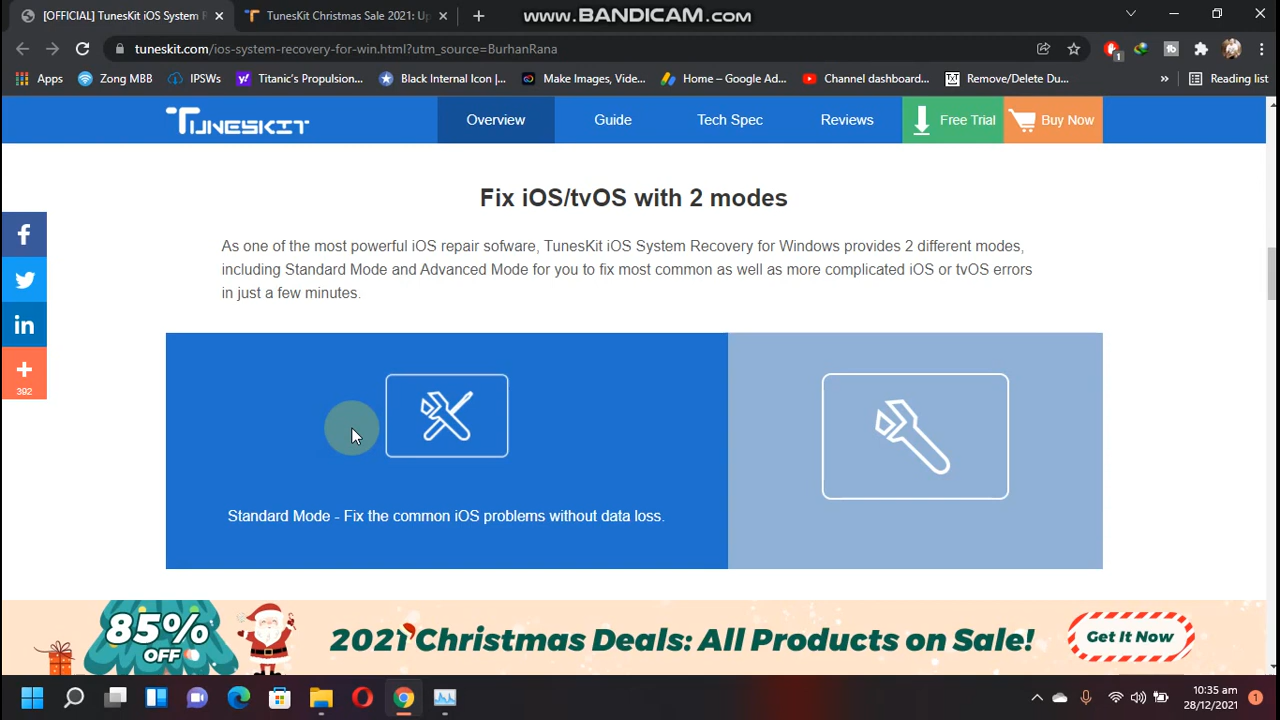 [OFFICIAL] TunesKit iOS System R
TunesKit Christmas Sale 2021: Up
www.BANDICAM.com
tuneskit.com/ios-system-recovery-for-win.html?utm_source=BurhanRana
1
Apps
Zong MBB
IPSWs
Titanic's Propulsion...
Black Internal Icon |...
Make Images, Vide...
Home – Google Ad...
Channel dashboard...
Remove/Delete Du...
»
Reading list
TUNESKIT
Overview
Guide
Tech Spec
Reviews
Free Trial
Buy Now
Fix iOS/tvOS with 2 modes
As one of the most powerful iOS repair sofware, TunesKit iOS System Recovery for Windows provides 2 different modes,
including Standard Mode and Advanced Mode for you to fix most common as well as more complicated iOS or tvOS errors
in just a few minutes.
392
Standard Mode - Fix the common iOS problems without data loss.
85%
OFF
2021 Christmas Deals: All Products on Sale!
Get It Now
10:35 am
28/12/2021
1